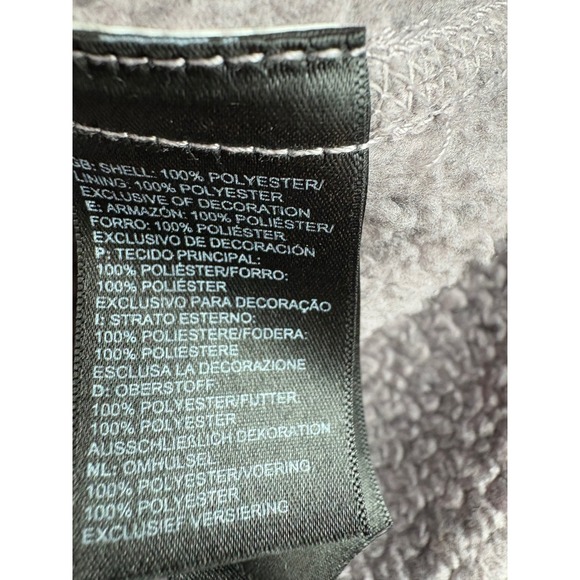 GB: SHELL: 100% POLYESTER/
LINING: 100% POLYESTER
EXCLUSIVE OF DECORATION
E: ARMAZÓN: 100% POLIÉSTER/
FORRO: 100% POLIÉSTER
EXCLUSIVO DE DECORACIÓN
P: TECIDO PRINCIPAL:
100% POLIÉSTER/FORRO:
100% POLIÉSTER
EXCLUSIVO PARA DECORAÇÃO
I: STRATO ESTERNO:
100% POLIESTERE/FODERA:
100% POLIESTERE
ESCLUSA LA DECORAZIONE
D: OBERSTOFF:
100% POLYESTER/FUTTER:
100% POLYESTER
AUSSCHLIEßLICH DEKORATION
NL: OMHULSEL:
100% POLYESTER/VOERING
100% POLYESTER
EXCLUSIEF VERSIERING